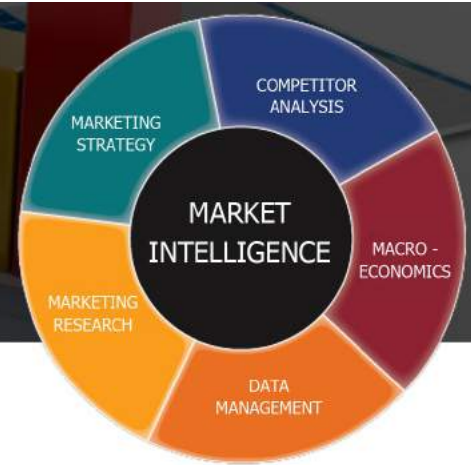 COMPETITOR
ANALYSIS
MARKETING
STRATEGY
MARKET
INTELLIGENCE
MACRO -
ECONOMICS
MARKETING
RESEARCH
DATA
MANAGEMENT